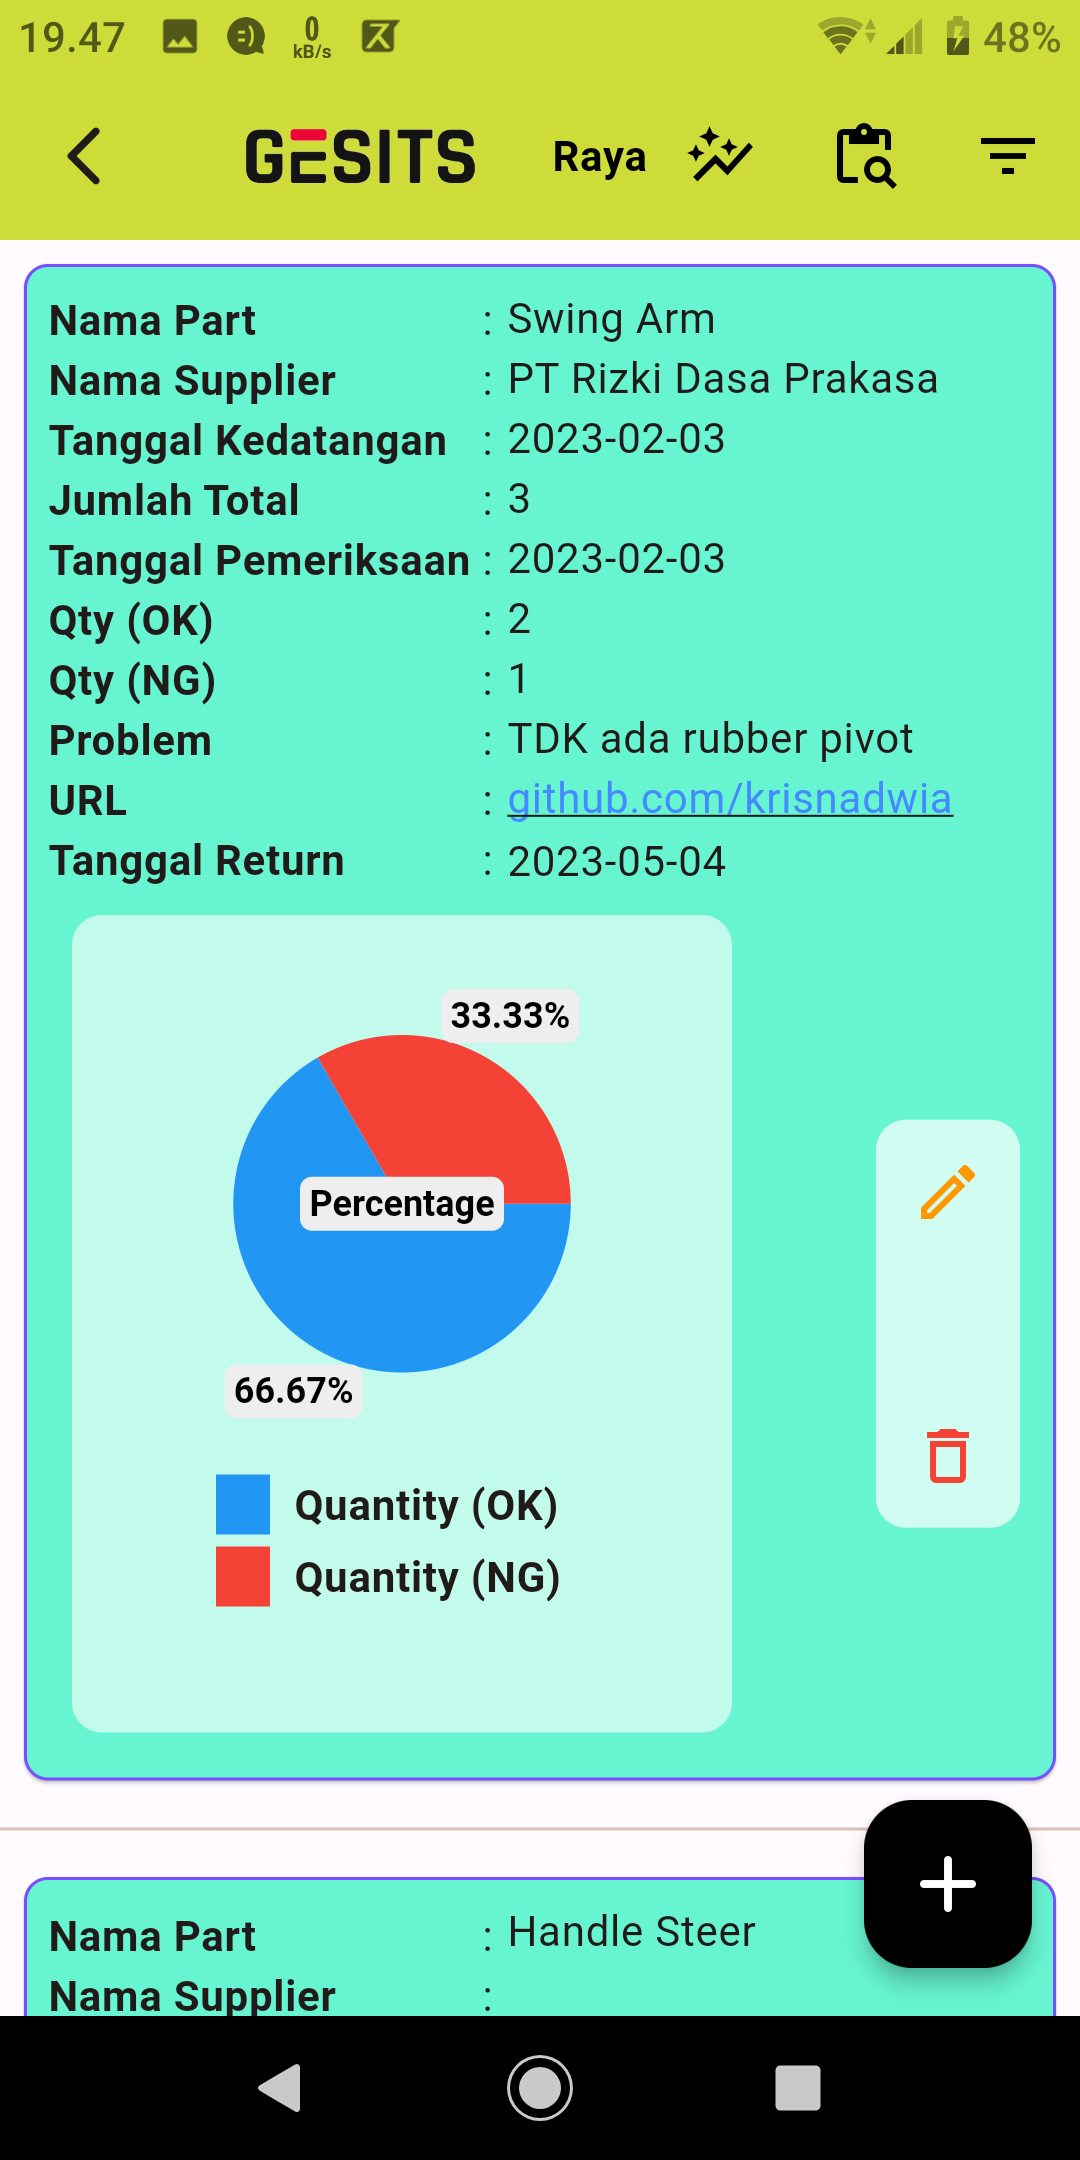 19.47 0 kB/s 48%
GESITS Raya
Nama Part : Swing Arm
Nama Supplier : PT Rizki Dasa Prakasa
Tanggal Kedatangan : 2023-02-03
Jumlah Total : 3
Tanggal Pemeriksaan : 2023-02-03
Qty (OK) : 2
Qty (NG) : 1
Problem : TDK ada rubber pivot
URL : github.com/krisnadwia
Tanggal Return : 2023-05-04
33.33%
Percentage
66.67%
Quantity (OK)
Quantity (NG)
Nama Part : Handle Steer
Nama Supplier :